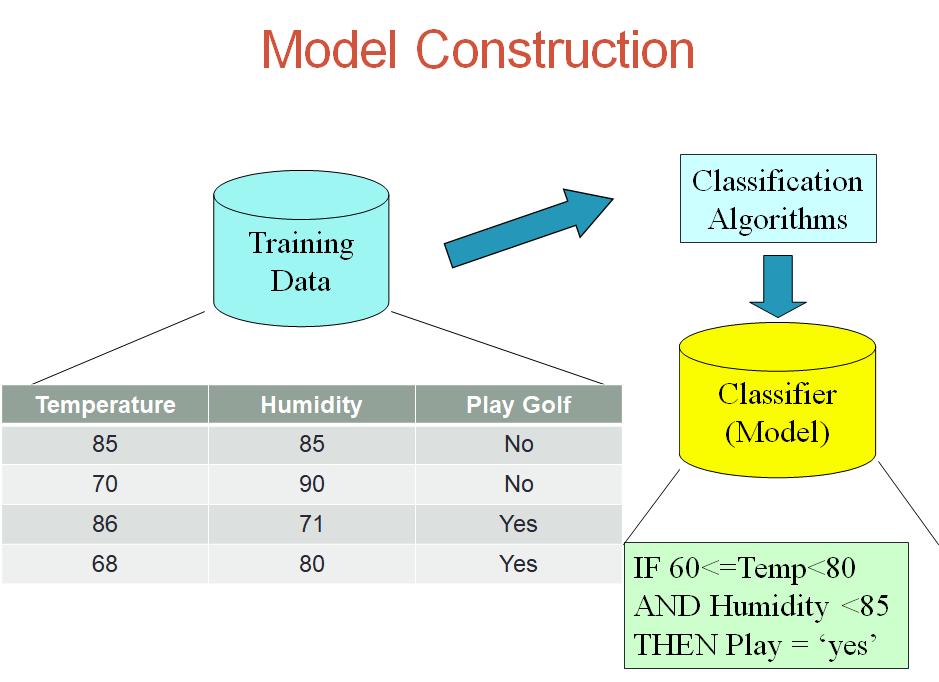 Model Construction
Training
Data
Classification
Algorithms
Classifier
(Model)
Temperature Humidity Play Golf
85 85 No
70 90 No
86 71 Yes
68 80 Yes
IF 60<=Temp<80
AND Humidity <85
THEN Play = ‘yes’